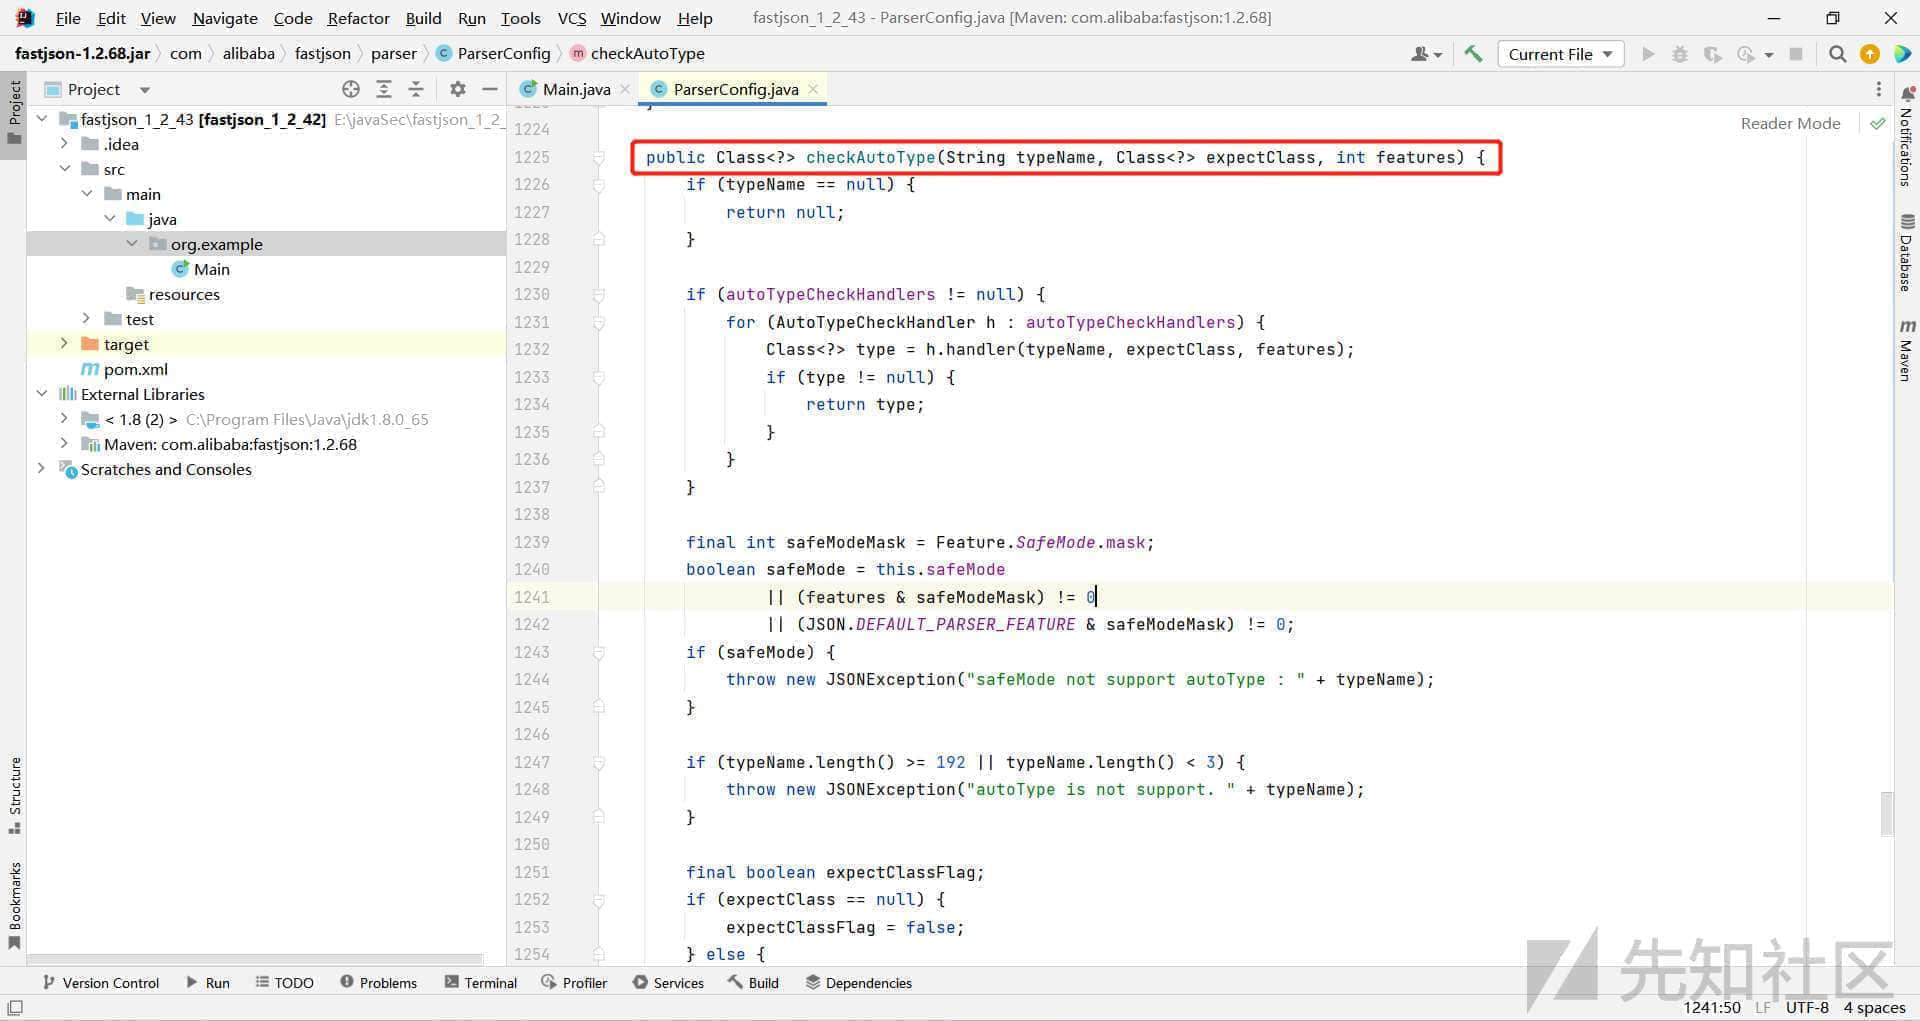 File Edit View Navigate Code Refactor Build Run Tools VCS Window Help fastjson_1_2_43 - ParserConfig.java [Maven: com.alibaba:fastjson:1.2.68]
fastjson-1.2.68.jar com alibaba fastjson parser ParserConfig checkAutoType Current File
Project
Main.java ParserConfig.java
Reader Mode
Project
Structure
Bookmarks
Notifications
Database
Maven
fastjson_1_2_43 [fastjson_1_2_42] E:\javaSec\fastjson_1_2_
.idea
src
main
java
org.example
Main
resources
test
target
pom.xml
External Libraries
< 1.8 (2) > C:\Program Files\Java\jdk1.8.0_65
Maven: com.alibaba:fastjson:1.2.68
Scratches and Consoles
1224
1225 public Class<?> checkAutoType(String typeName, Class<?> expectClass, int features) {
1226 if (typeName == null) {
1227 return null;
1228 }
1229
1230 if (autoTypeCheckHandlers != null) {
1231 for (AutoTypeCheckHandler h : autoTypeCheckHandlers) {
1232 Class<?> type = h.handler(typeName, expectClass, features);
1233 if (type != null) {
1234 return type;
1235 }
1236 }
1237 }
1238
1239 final int safeModeMask = Feature.SafeMode.mask;
1240 boolean safeMode = this.safeMode
1241 || (features & safeModeMask) != 0
1242 || (JSON.DEFAULT_PARSER_FEATURE & safeModeMask) != 0;
1243 if (safeMode) {
1244 throw new JSONException("safeMode not support autoType : " + typeName);
1245 }
1246
1247 if (typeName.length() >= 192 || typeName.length() < 3) {
1248 throw new JSONException("autoType is not support. " + typeName);
1249 }
1250
1251 final boolean expectClassFlag;
1252 if (expectClass == null) {
1253 expectClassFlag = false;
1254 } else {
Version Control Run TODO Problems Terminal Profiler Services Build Dependencies
先知社区
1241:50 LF UTF-8 4 spaces